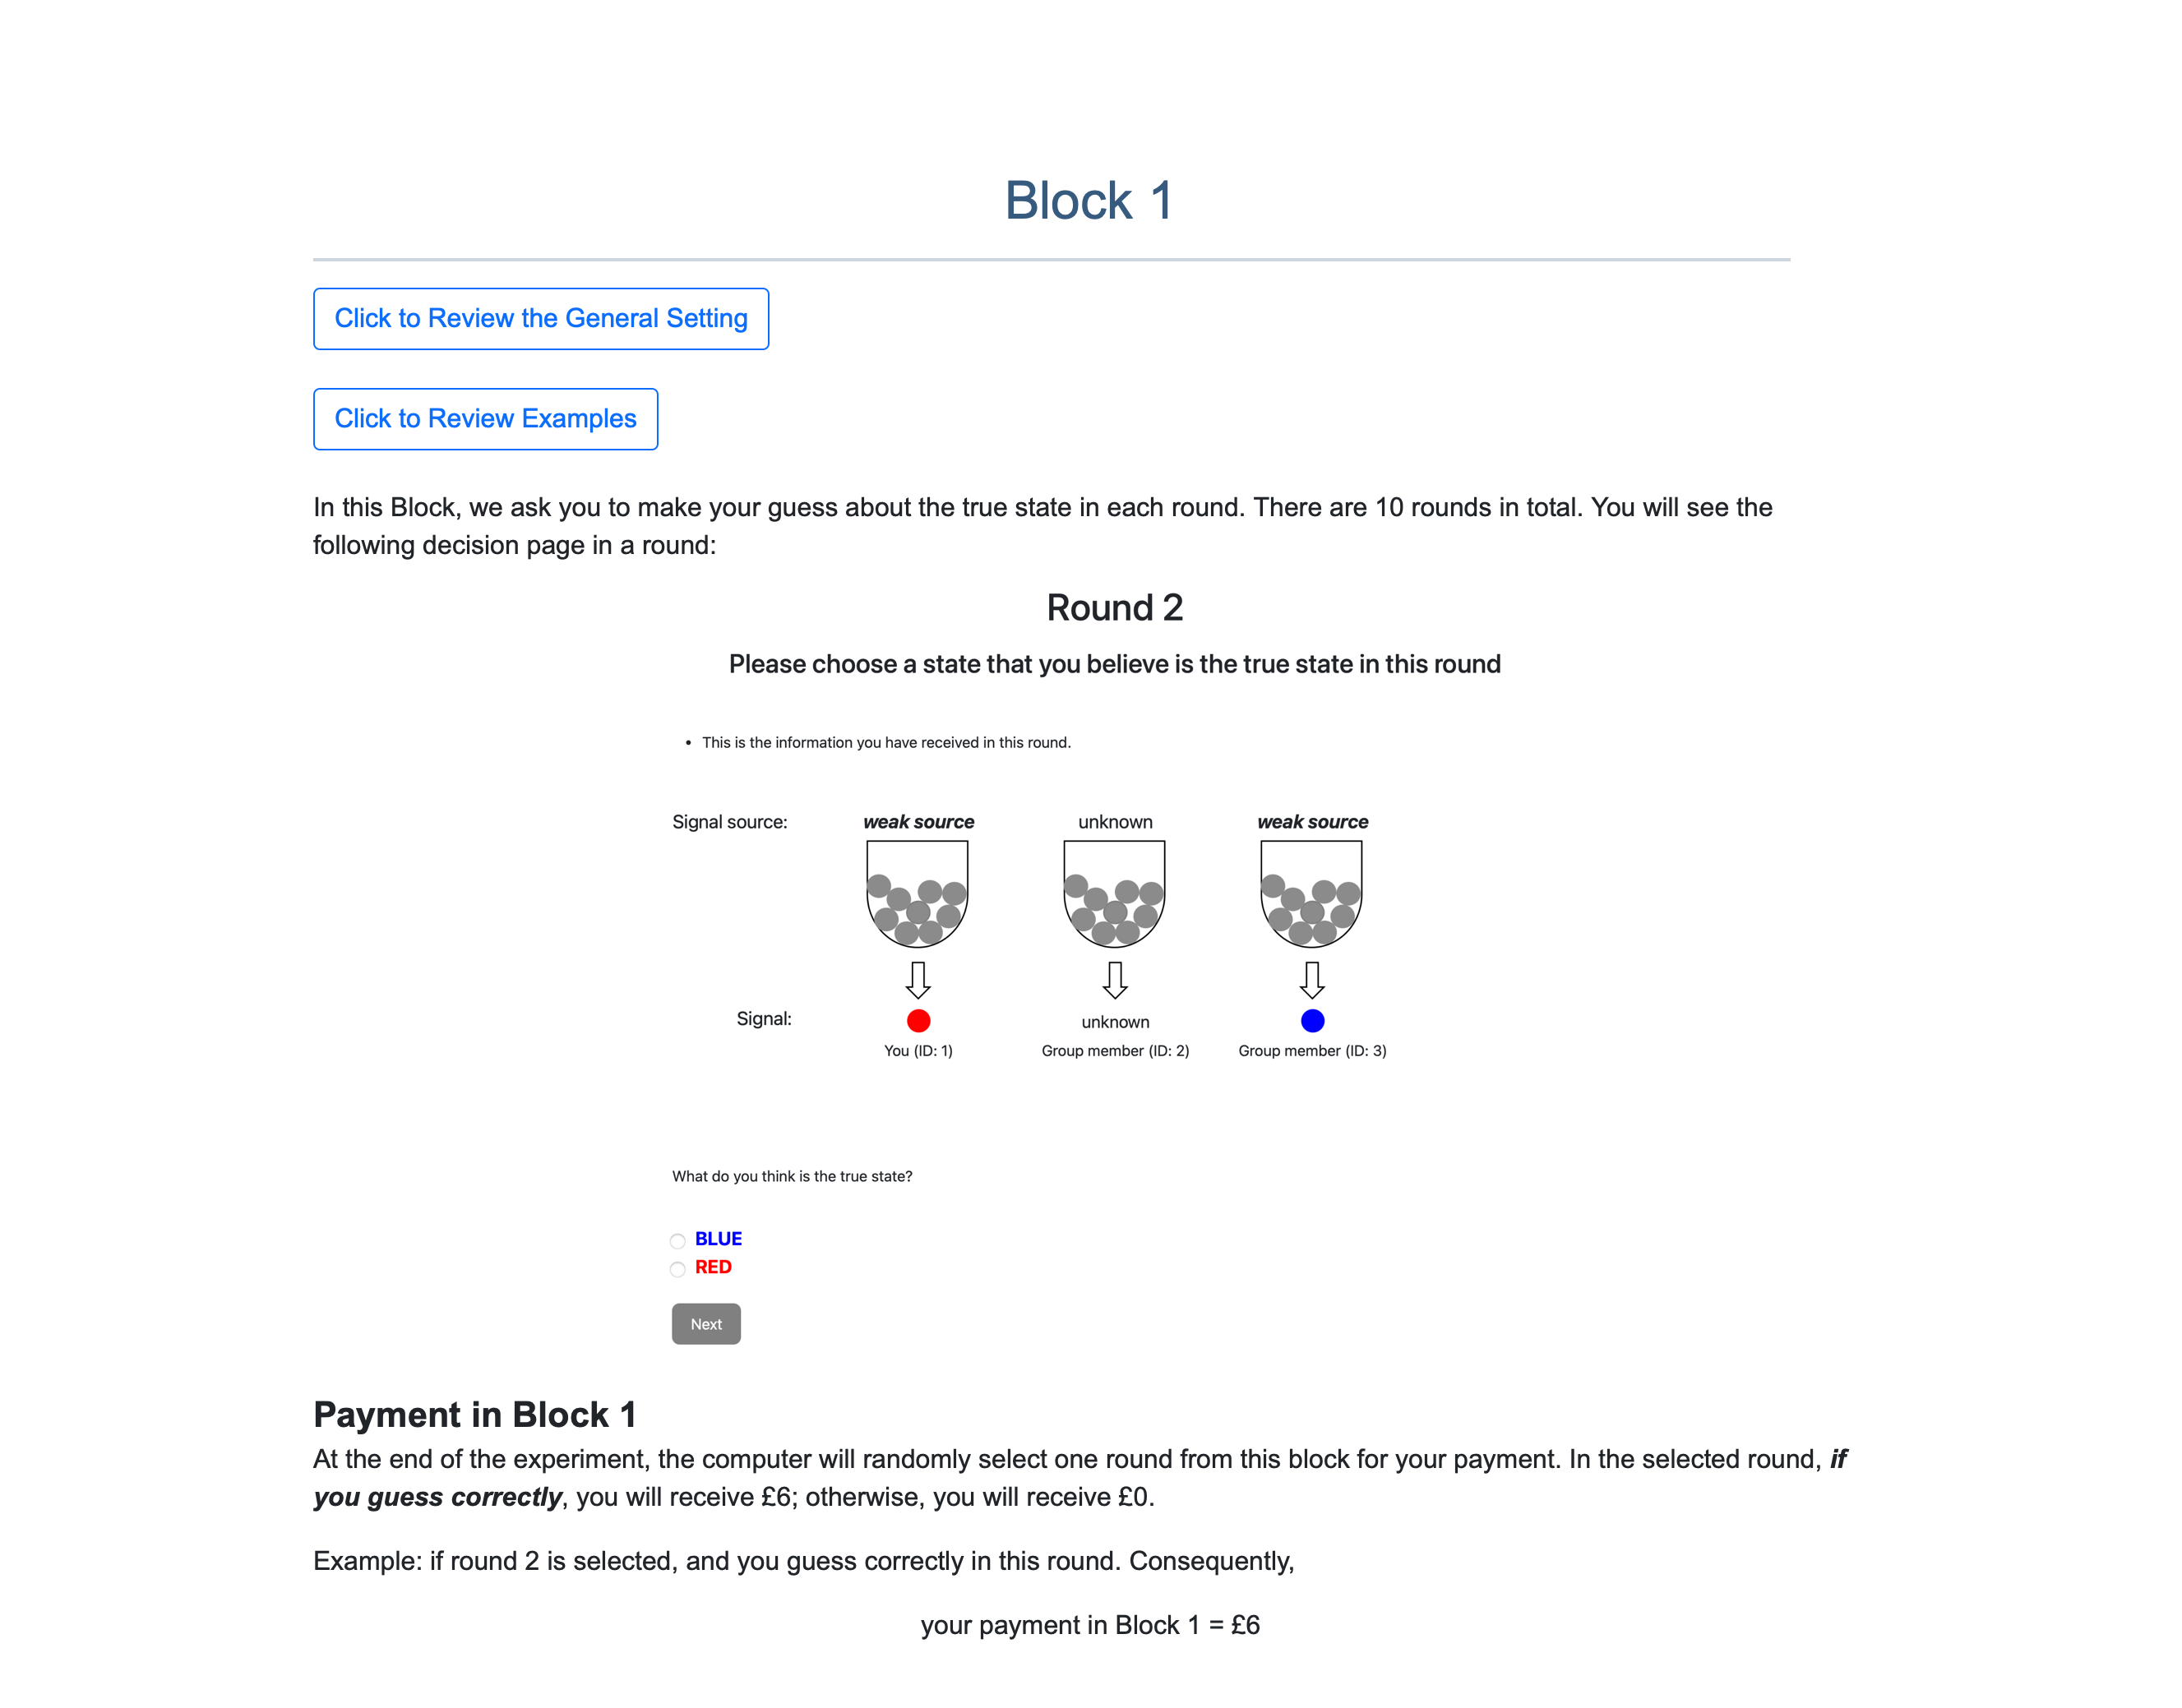 Block 1
Click to Review the General Setting
Click to Review Examples
In this Block, we ask you to make your guess about the true state in each round. There are 10 rounds in total. You will see the
following decision page in a round:
Round 2
Please choose a state that you believe is the true state in this round
• This is the information you have received in this round.
Signal source: weak source unknown weak source
Signal: unknown
You (ID: 1) Group member (ID: 2) Group member (ID: 3)
What do you think is the true state?
BLUE
RED
Next
Payment in Block 1
At the end of the experiment, the computer will randomly select one round from this block for your payment. In the selected round, if
you guess correctly, you will receive £6; otherwise, you will receive £0.
Example: if round 2 is selected, and you guess correctly in this round. Consequently,
your payment in Block 1 = £6